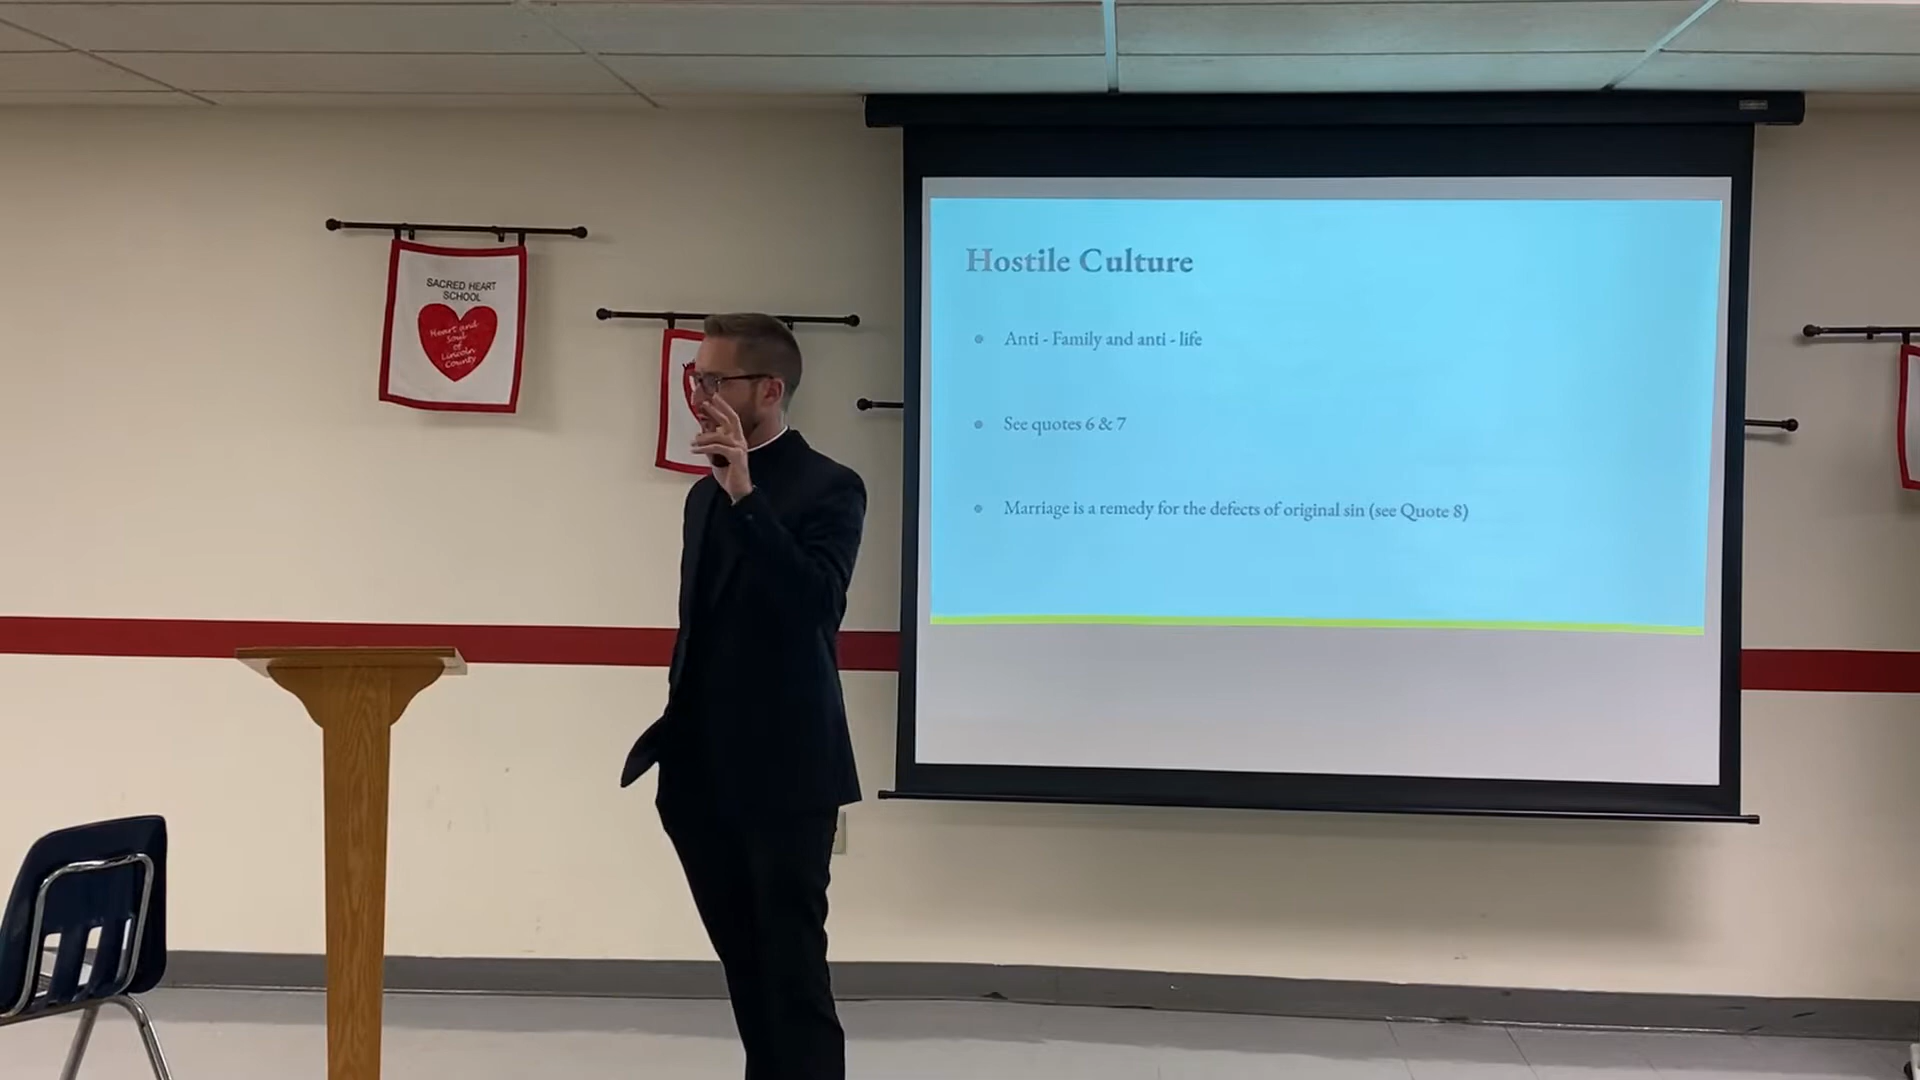 SACRED HEART
SCHOOL
Heart and
Soul
of
Lincoln
County
Hostile Culture
Anti - Family and anti - life
See quotes 6 & 7
Marriage is a remedy for the defects of original sin (see Quote 8)